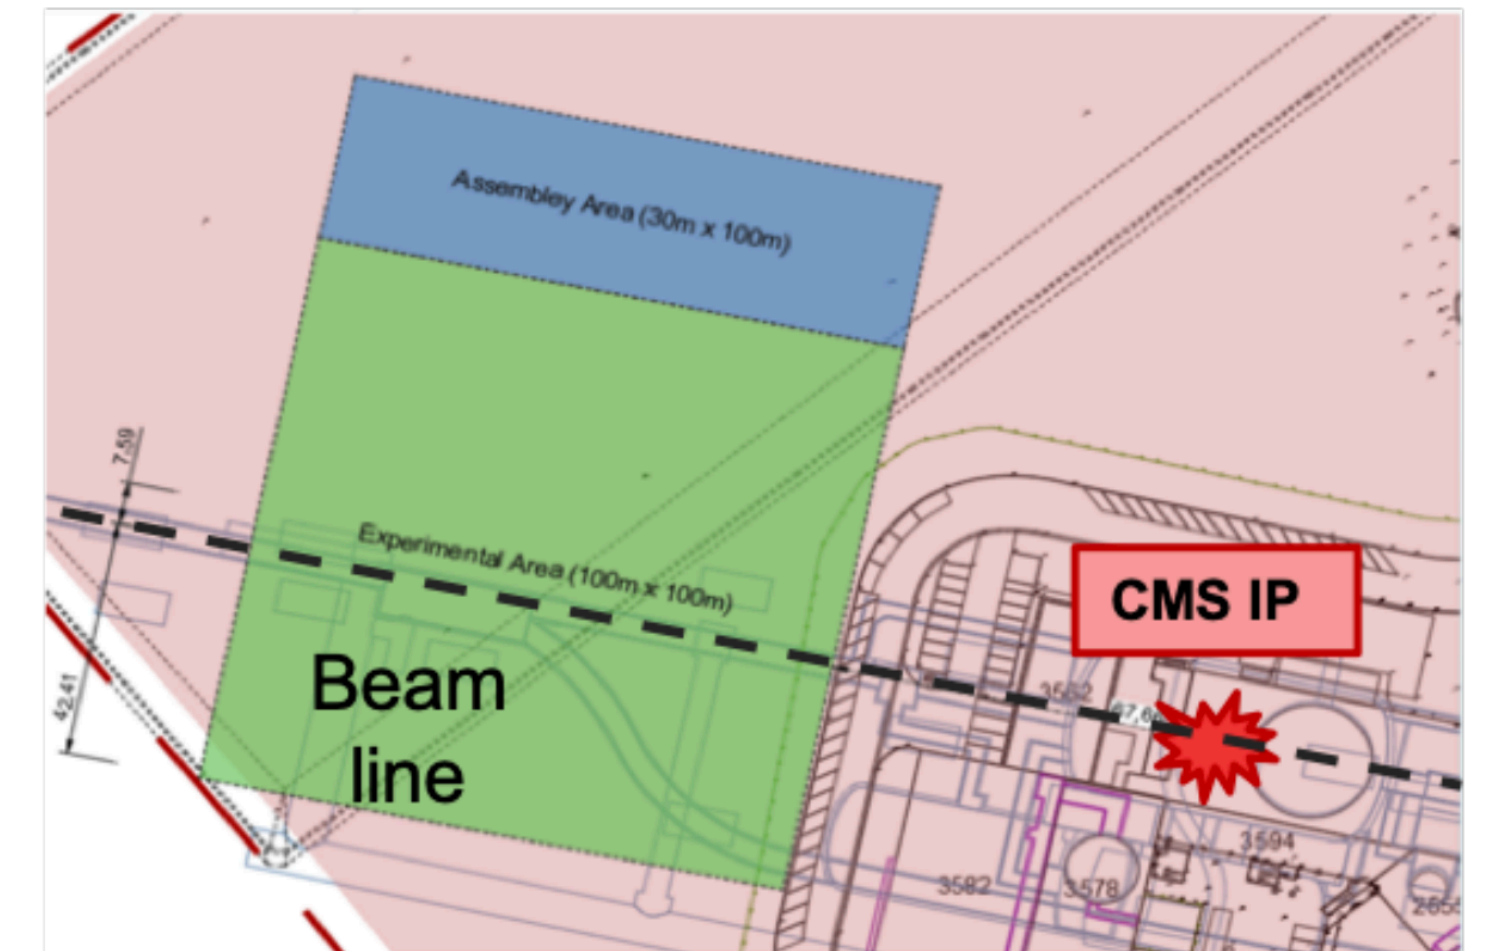 Assembley Area (30m x 100m)
7.59
Experimental Area (100m x 100m)
CMS IP
Beam
line
42.41
3594
3582
3578